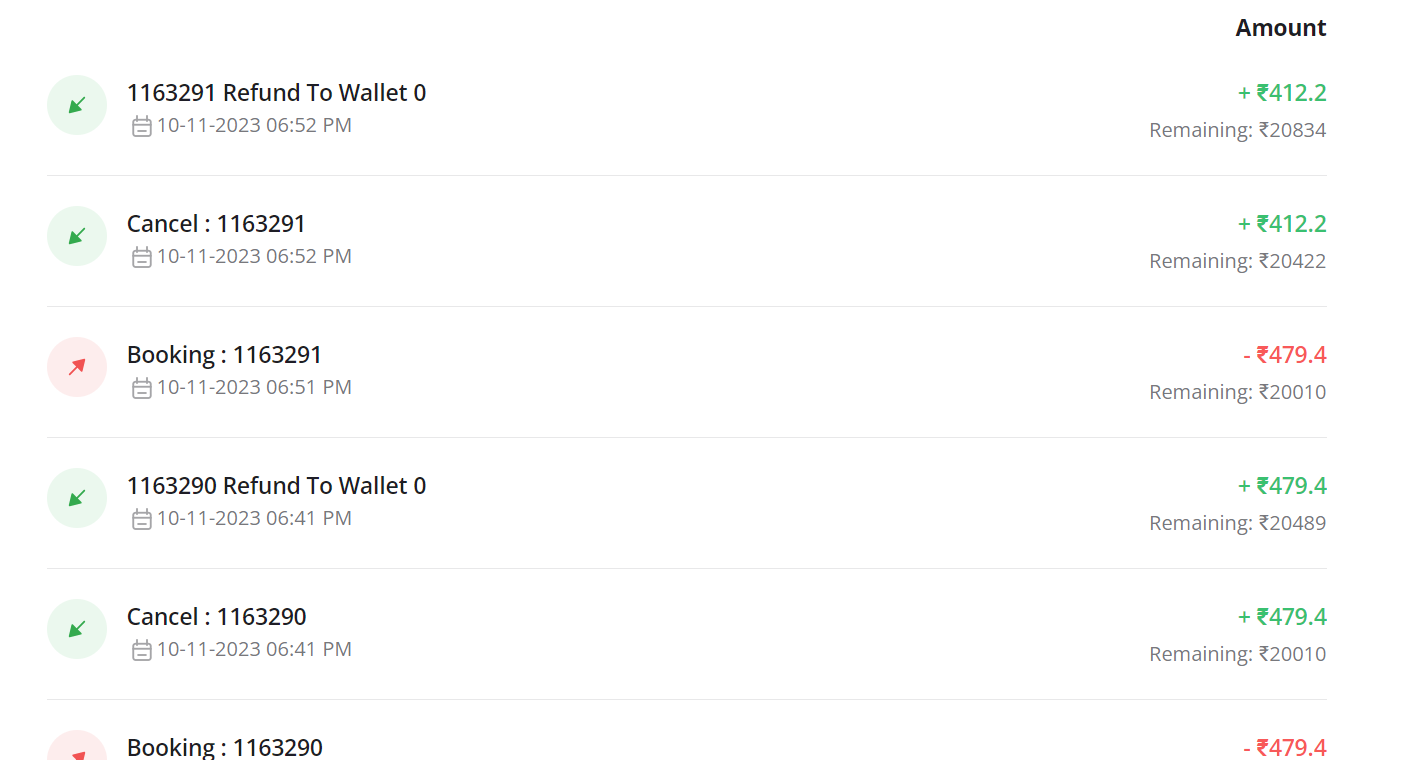 Amount
1163291 Refund To Wallet 0
+ ₹412.2
10-11-2023 06:52 PM
Remaining: ₹20834
Cancel : 1163291
+ ₹412.2
10-11-2023 06:52 PM
Remaining: ₹20422
Booking : 1163291
- ₹479.4
10-11-2023 06:51 PM
Remaining: ₹20010
1163290 Refund To Wallet 0
+ ₹479.4
10-11-2023 06:41 PM
Remaining: ₹20489
Cancel : 1163290
+ ₹479.4
10-11-2023 06:41 PM
Remaining: ₹20010
Booking : 1163290
- ₹479.4